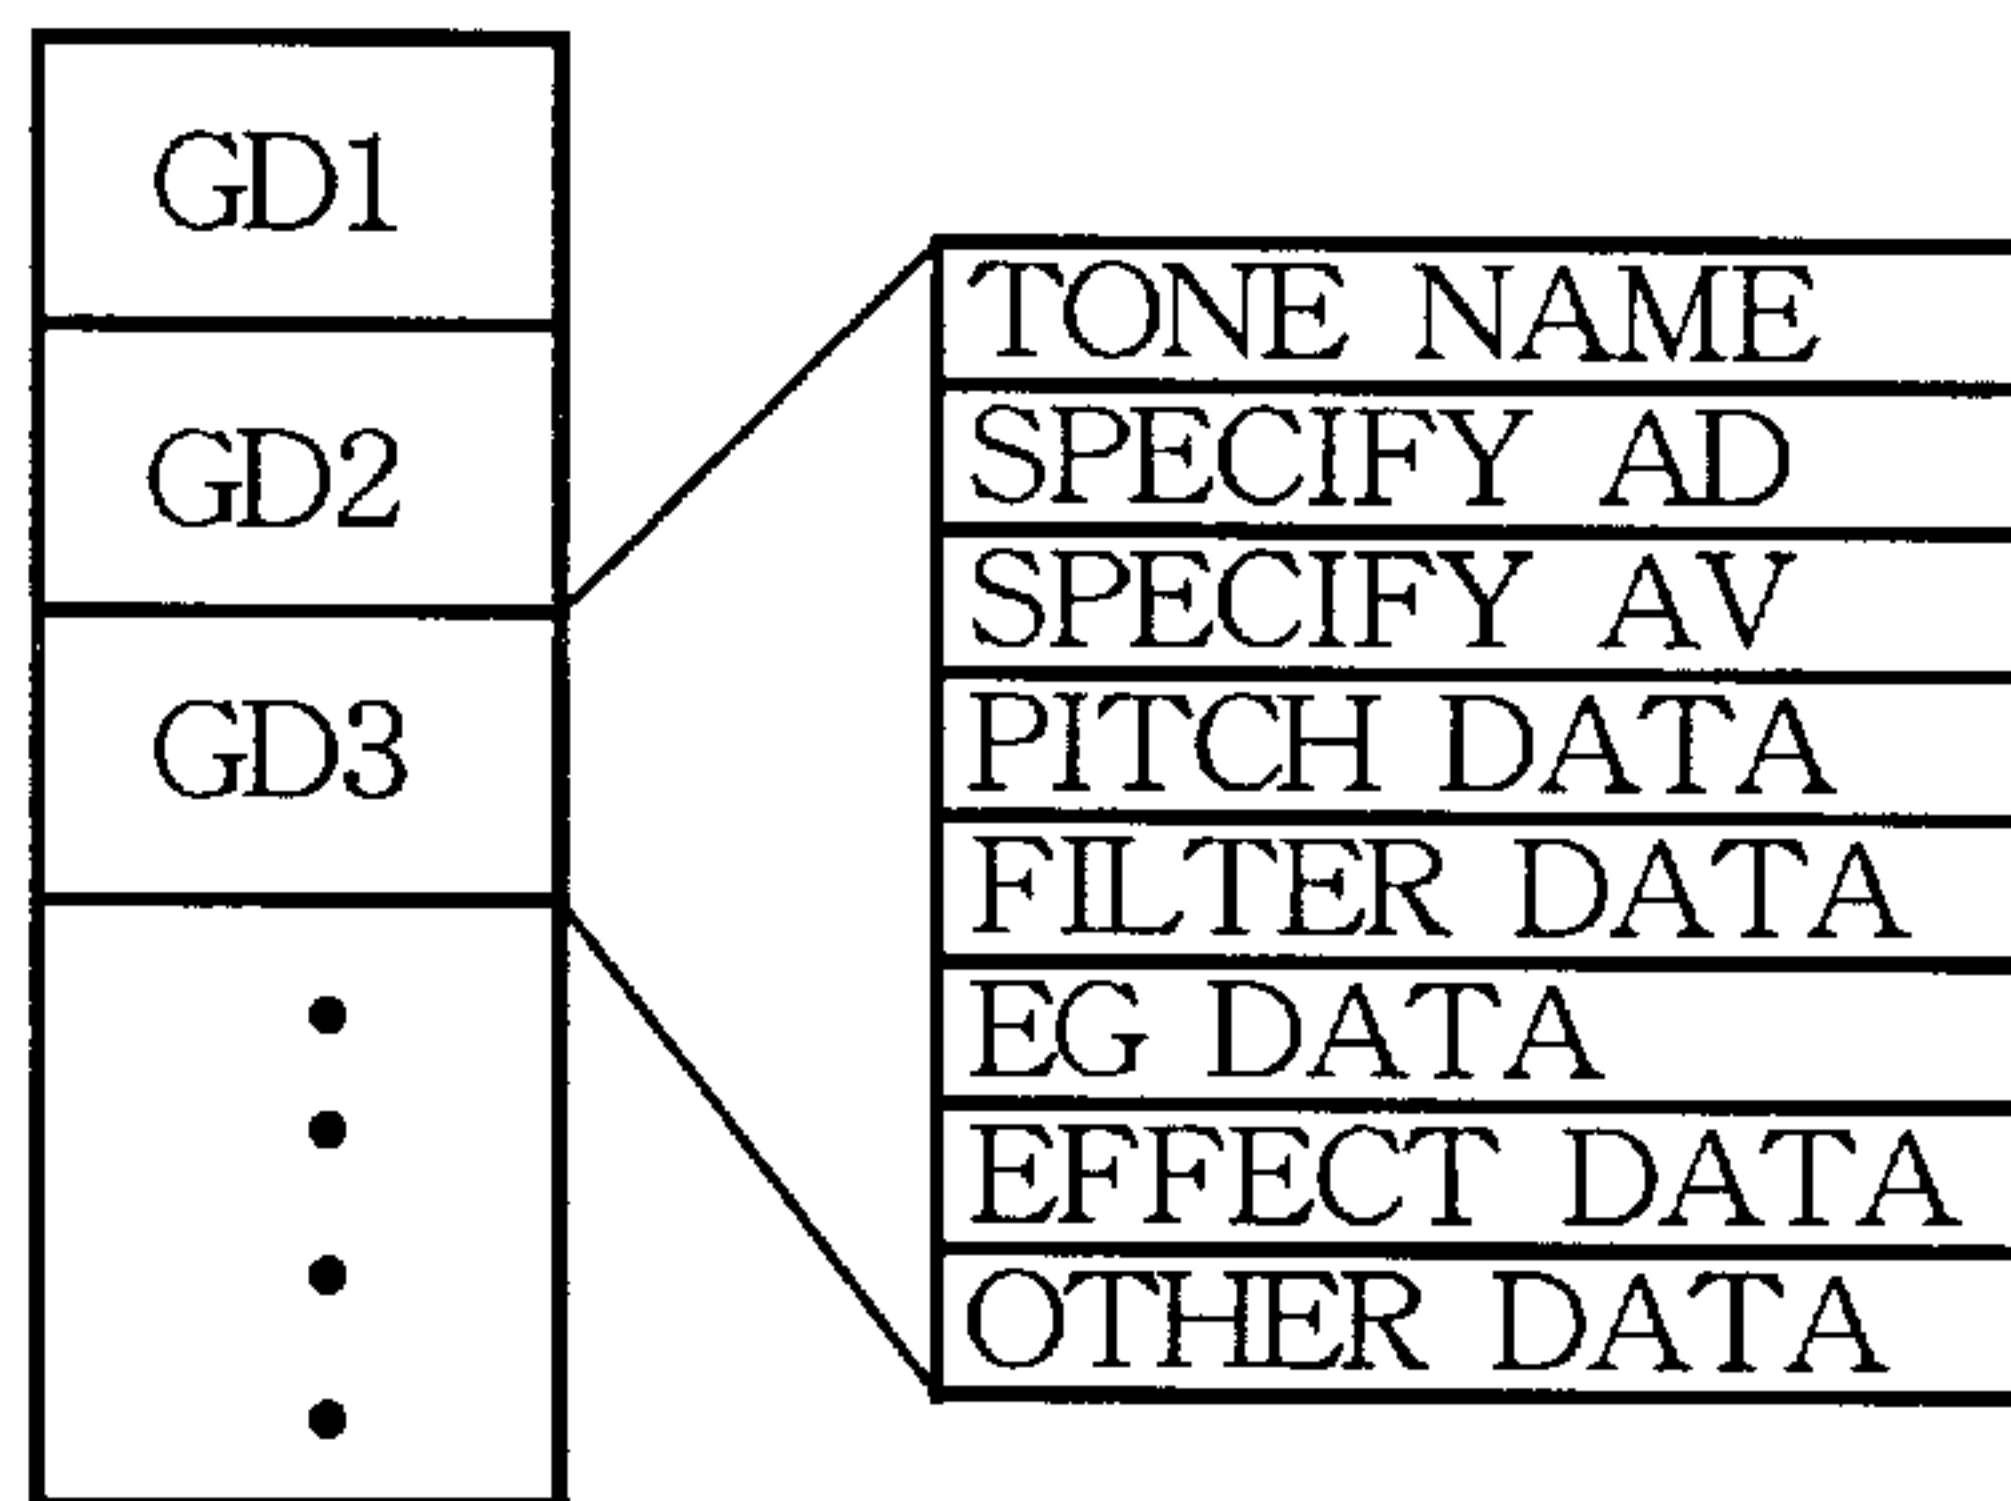 GD1
GD2
GD3
TONE NAME
SPECIFY AD
SPECIFY AV
PITCH DATA
FILTER DATA
EG DATA
EFFECT DATA
OTHER DATA